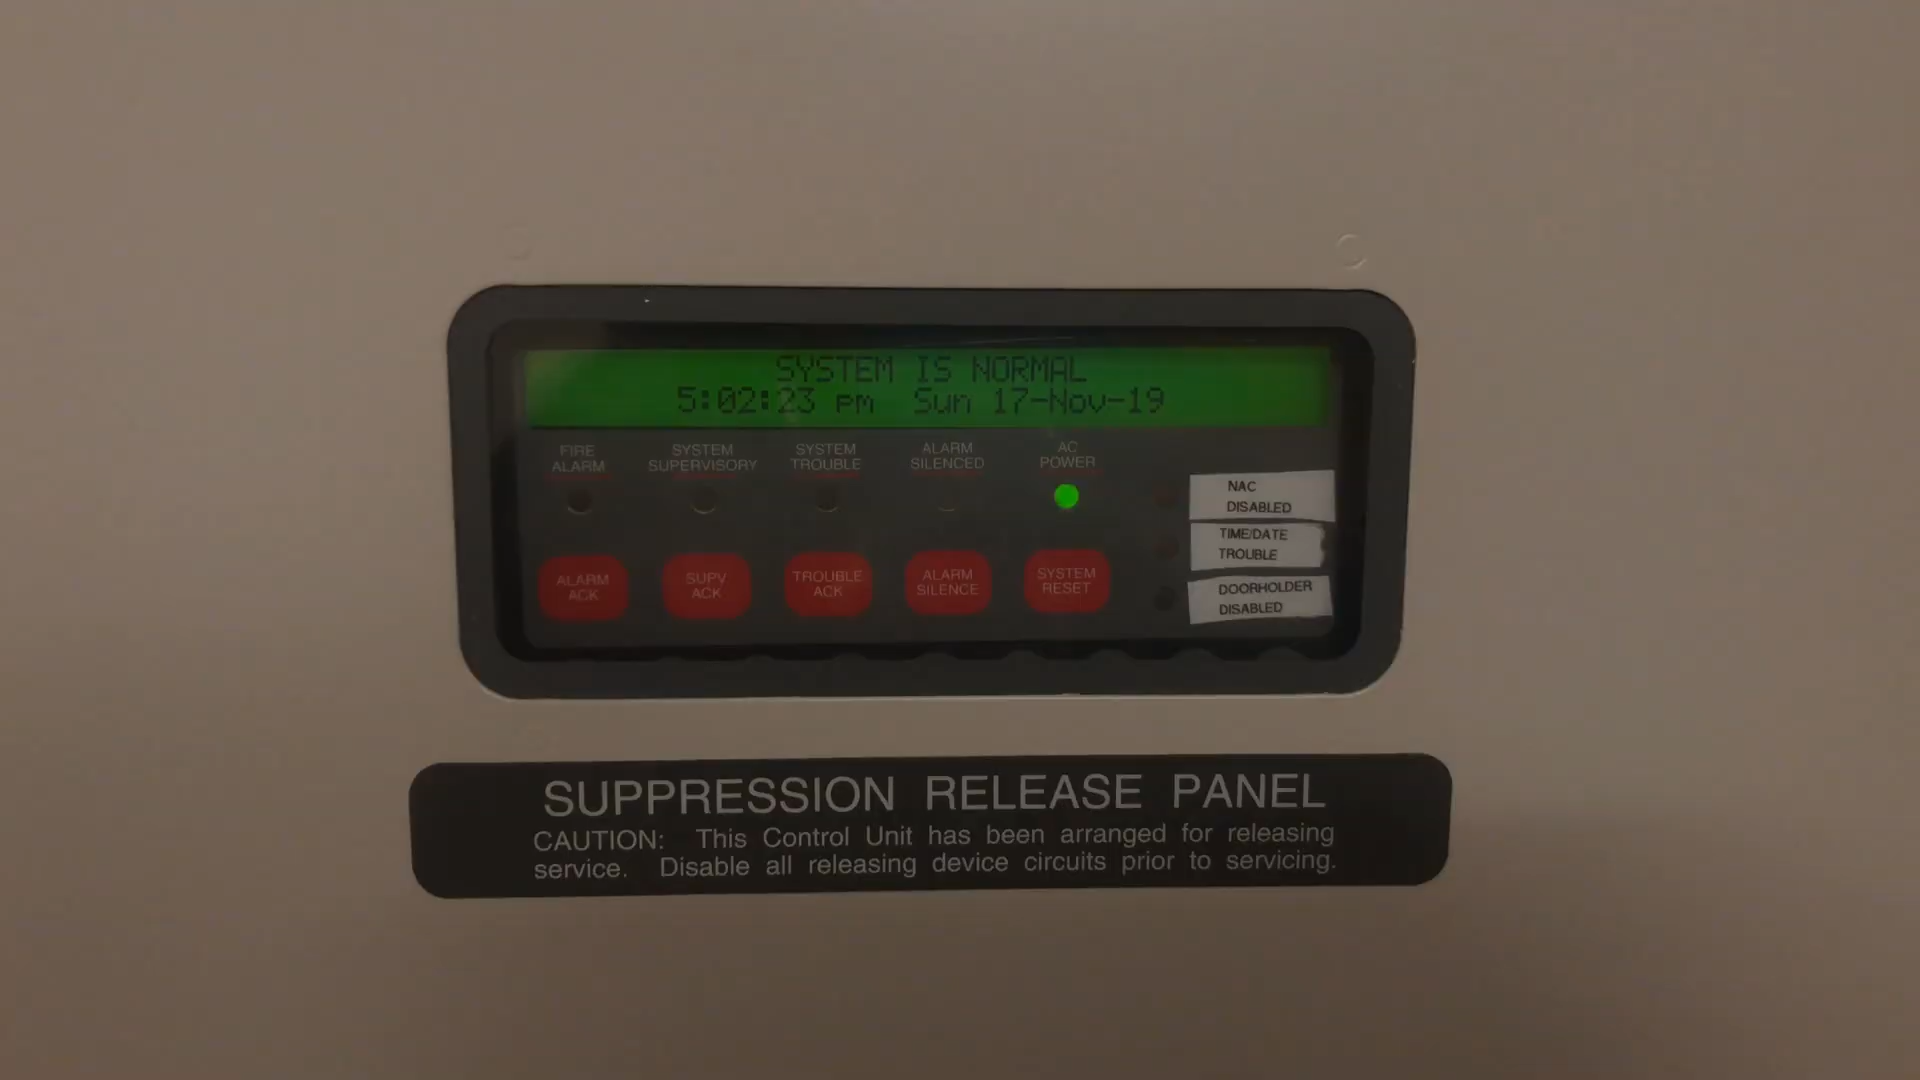 SYSTEM IS NORMAL
5:02:23 pm Sun 17-Nov-19
FIRE
ALARM
SYSTEM
SUPERVISORY
SYSTEM
TROUBLE
ALARM
SILENCED
AC
POWER
NAC
DISABLED
TIME/DATE
TROUBLE
DOORHOLDER
DISABLED
ALARM
ACK
SUPV
ACK
TROUBLE
ACK
ALARM
SILENCE
SYSTEM
RESET
SUPPRESSION RELEASE PANEL
CAUTION: This Control Unit has been arranged for releasing
service. Disable all releasing device circuits prior to servicing.